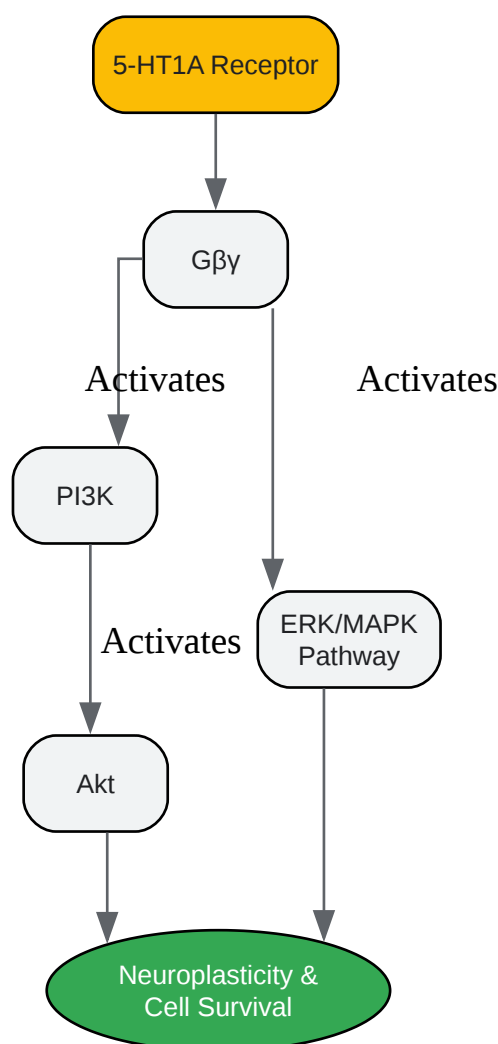 5-HT1A Receptor
Gβγ
Activates
Activates
PI3K
ERK/MAPK
Pathway
Activates
Akt
Neuroplasticity &
Cell Survival